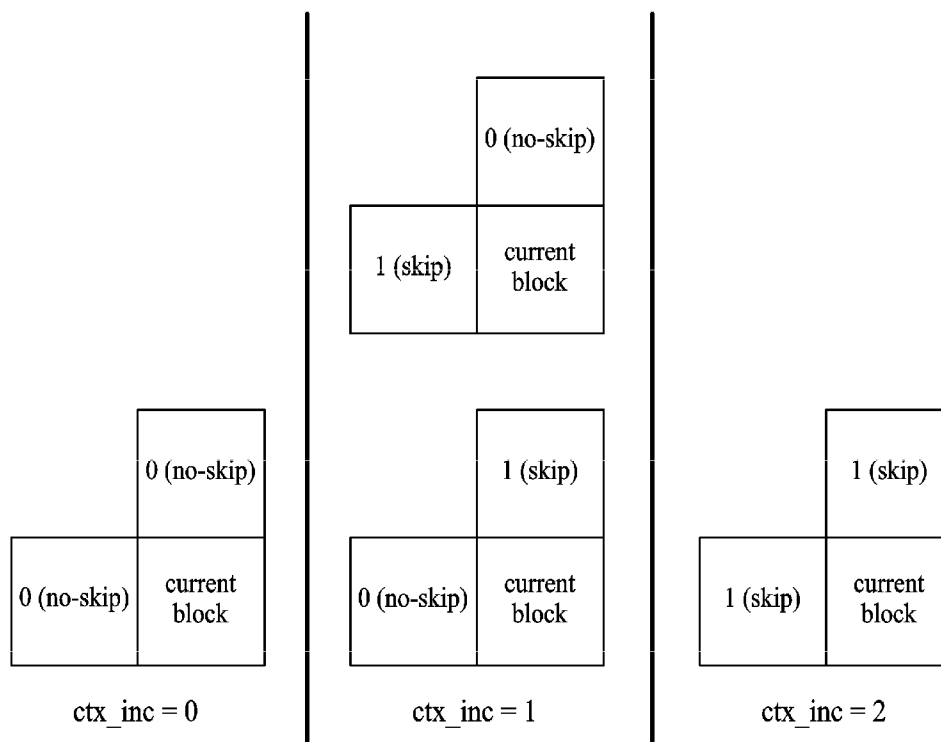 0 (no-skip)
1 (skip)
current
block
0 (no-skip)
0 (no-skip)
current
block
1 (skip)
0 (no-skip)
current
block
1 (skip)
1 (skip)
current
block
ctx_inc = 0
ctx_inc = 1
ctx_inc = 2